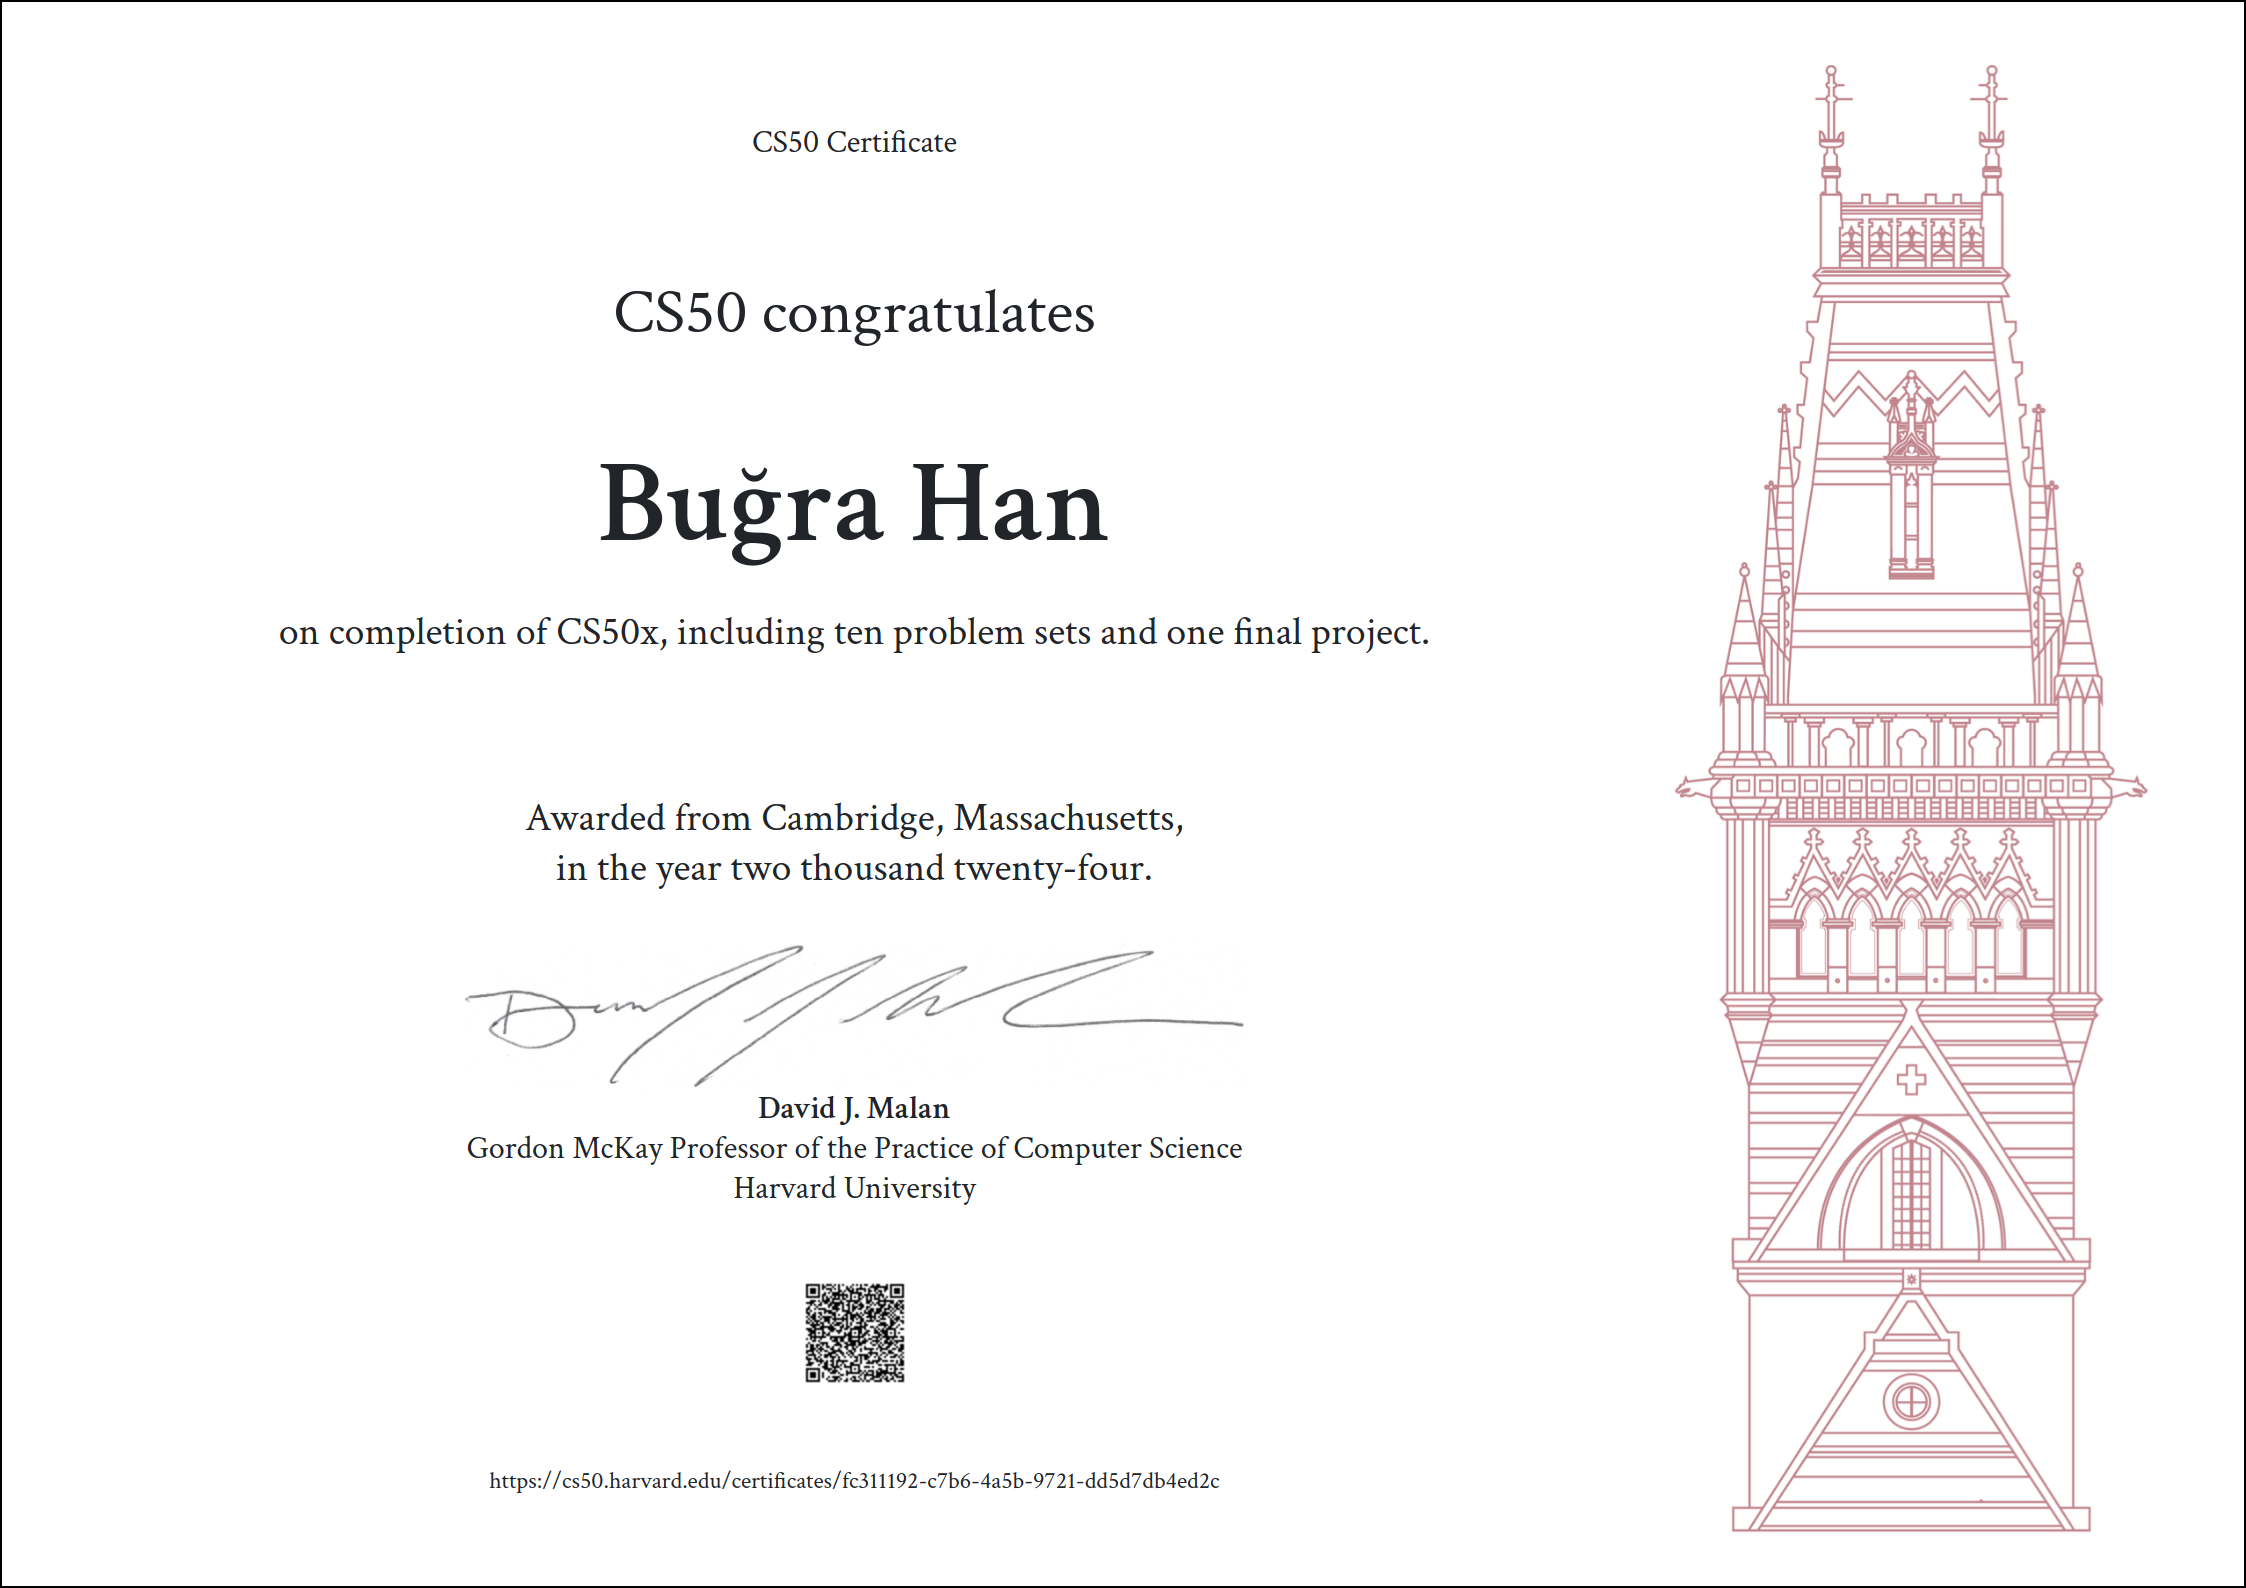 CS50 Certificate
CS50 congratulates
Buğra Han
on completion of CS50x, including ten problem sets and one final project.
Awarded from Cambridge, Massachusetts,
in the year two thousand twenty-four.
David J. Malan
Gordon McKay Professor of the Practice of Computer Science
Harvard University
https://cs50.harvard.edu/certificates/fc311192-c7b6-4a5b-9721-dd5d7db4ed2c